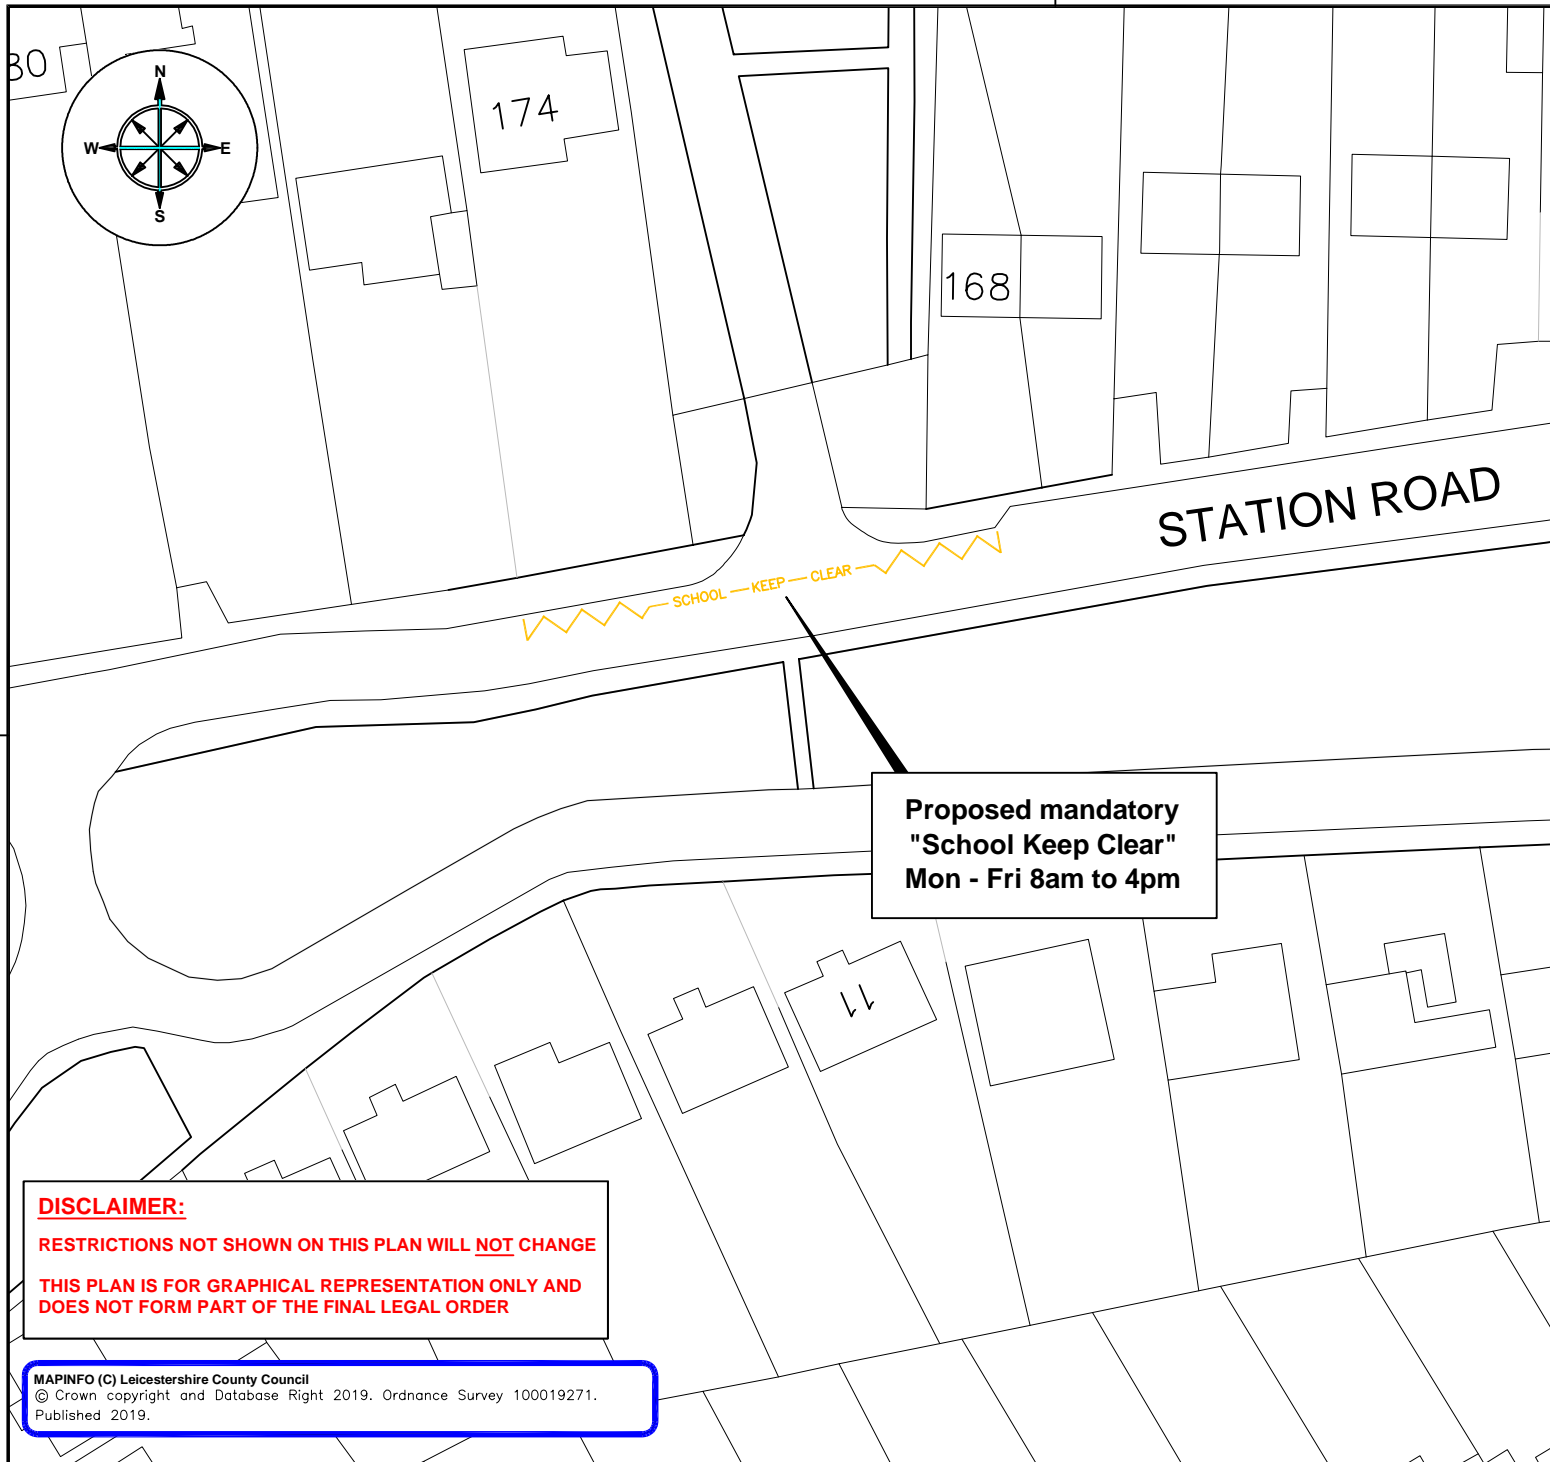 30
N
W
E
S
174
168
STATION ROAD
SCHOOL KEEP CLEAR
Proposed mandatory
"School Keep Clear"
Mon - Fri 8am to 4pm
11
DISCLAIMER:
RESTRICTIONS NOT SHOWN ON THIS PLAN WILL NOT CHANGE
THIS PLAN IS FOR GRAPHICAL REPRESENTATION ONLY AND
DOES NOT FORM PART OF THE FINAL LEGAL ORDER
MAPINFO (C) Leicestershire County Council
© Crown copyright and Database Right 2019. Ordnance Survey 100019271.
Published 2019.